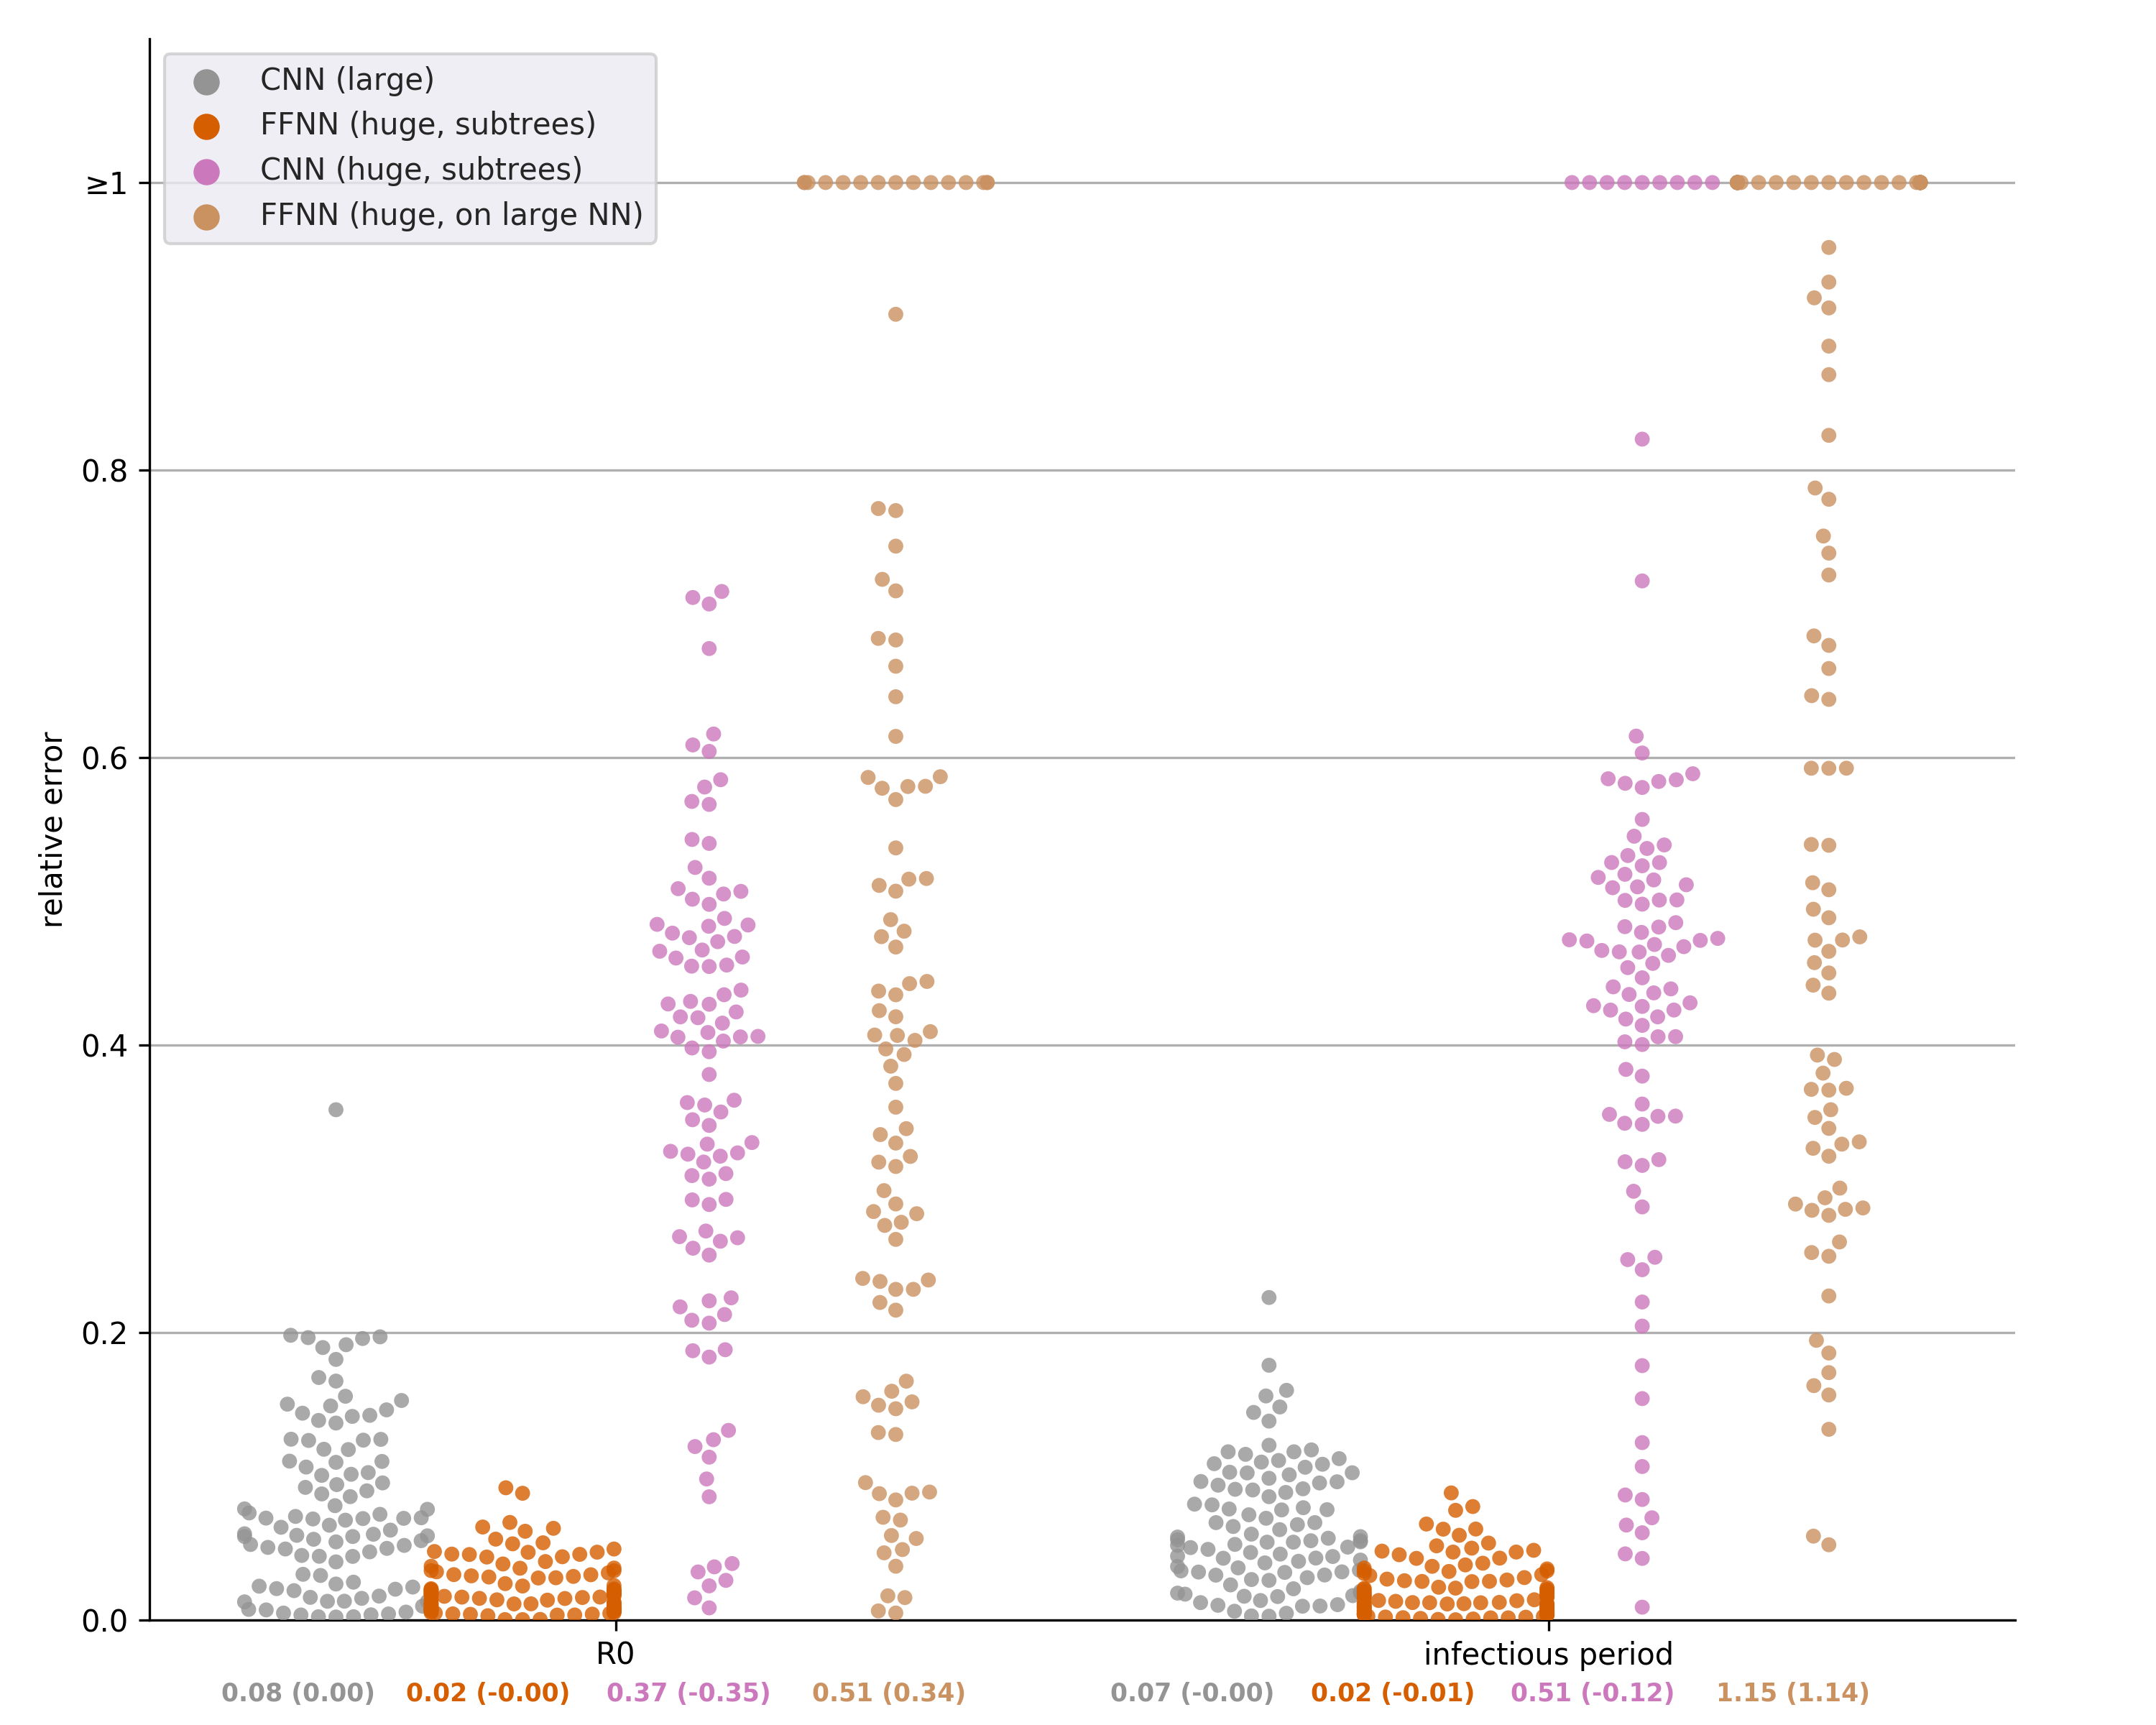 CNN (large)
FFNN (huge, subtrees)
CNN (huge, subtrees)
FFNN (huge, on large NN)
≥1
0.8
0.6
0.4
0.2
0.0
relative error
R0
infectious period
0.08 (0.00) 0.02 (-0.00) 0.37 (-0.35) 0.51 (0.34) 0.07 (-0.00) 0.02 (-0.01) 0.51 (-0.12) 1.15 (1.14)